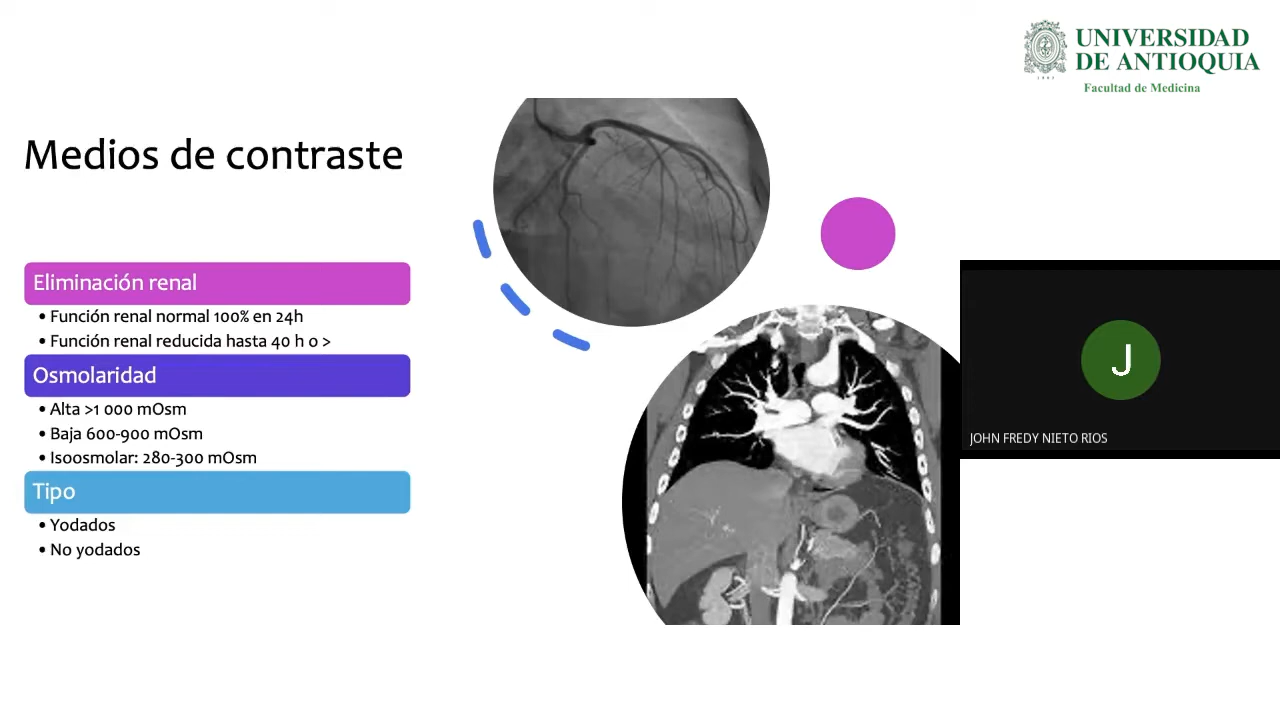 UNIVERSIDAD
DE ANTIOQUIA
Facultad de Medicina
Medios de contraste
Eliminación renal
• Función renal normal 100% en 24h
• Función renal reducida hasta 40 h o >
Osmolaridad
• Alta >1 000 mOsm
• Baja 600-900 mOsm
• Isoosmolar: 280-300 mOsm
Tipo
• Yodados
• No yodados
J
JOHN FREDY NIETO RIOS